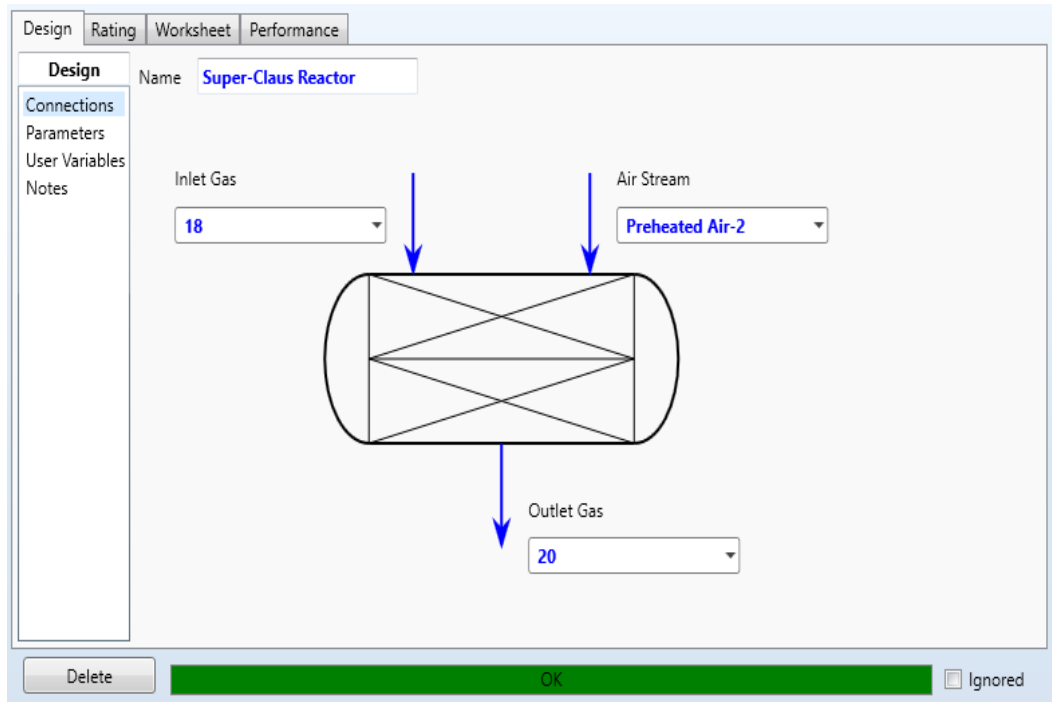 Design Rating Worksheet Performance
Design
Connections
Parameters
User Variables
Notes
Name Super-Claus Reactor
Inlet Gas
18
Air Stream
Preheated Air-2
Outlet Gas
20
Delete
OK
Ignored